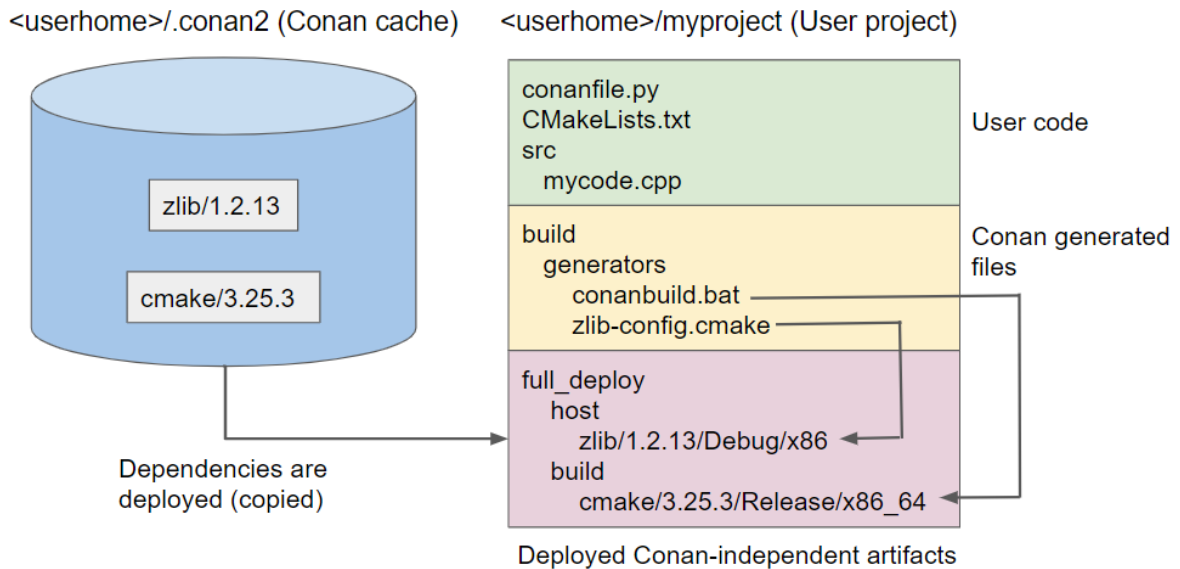 <userhome>/.conan2 (Conan cache)
<userhome>/myproject (User project)
zlib/1.2.13
cmake/3.25.3
Dependencies are
deployed (copied)
conanfile.py
CMakeLists.txt
src
mycode.cpp
User code
build
generators
conanbuild.bat
zlib-config.cmake
Conan generated
files
full_deploy
host
zlib/1.2.13/Debug/x86
build
cmake/3.25.3/Release/x86_64
Deployed Conan-independent artifacts